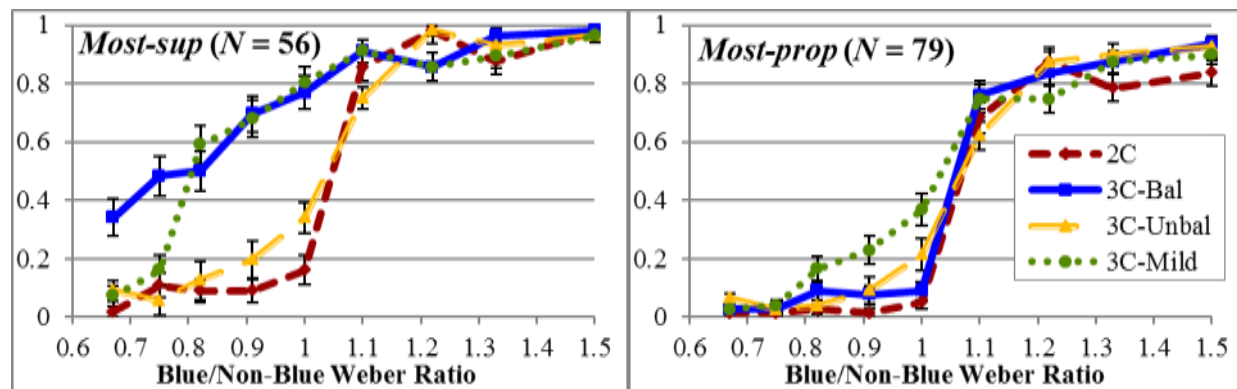 Most-sup (N = 56)
1
0.8
0.6
0.4
0.2
0
0.6 0.7 0.8 0.9 1.0 1.1 1.2 1.3 1.4 1.5
Blue/Non-Blue Weber Ratio
Most-prop (N = 79)
1
0.8
0.6
0.4
0.2
0
2C
3C-Bal
3C-Unbal
3C-Mild
0.6 0.7 0.8 0.9 1 1.1 1.2 1.3 1.4 1.5
Blue/Non-Blue Weber Ratio